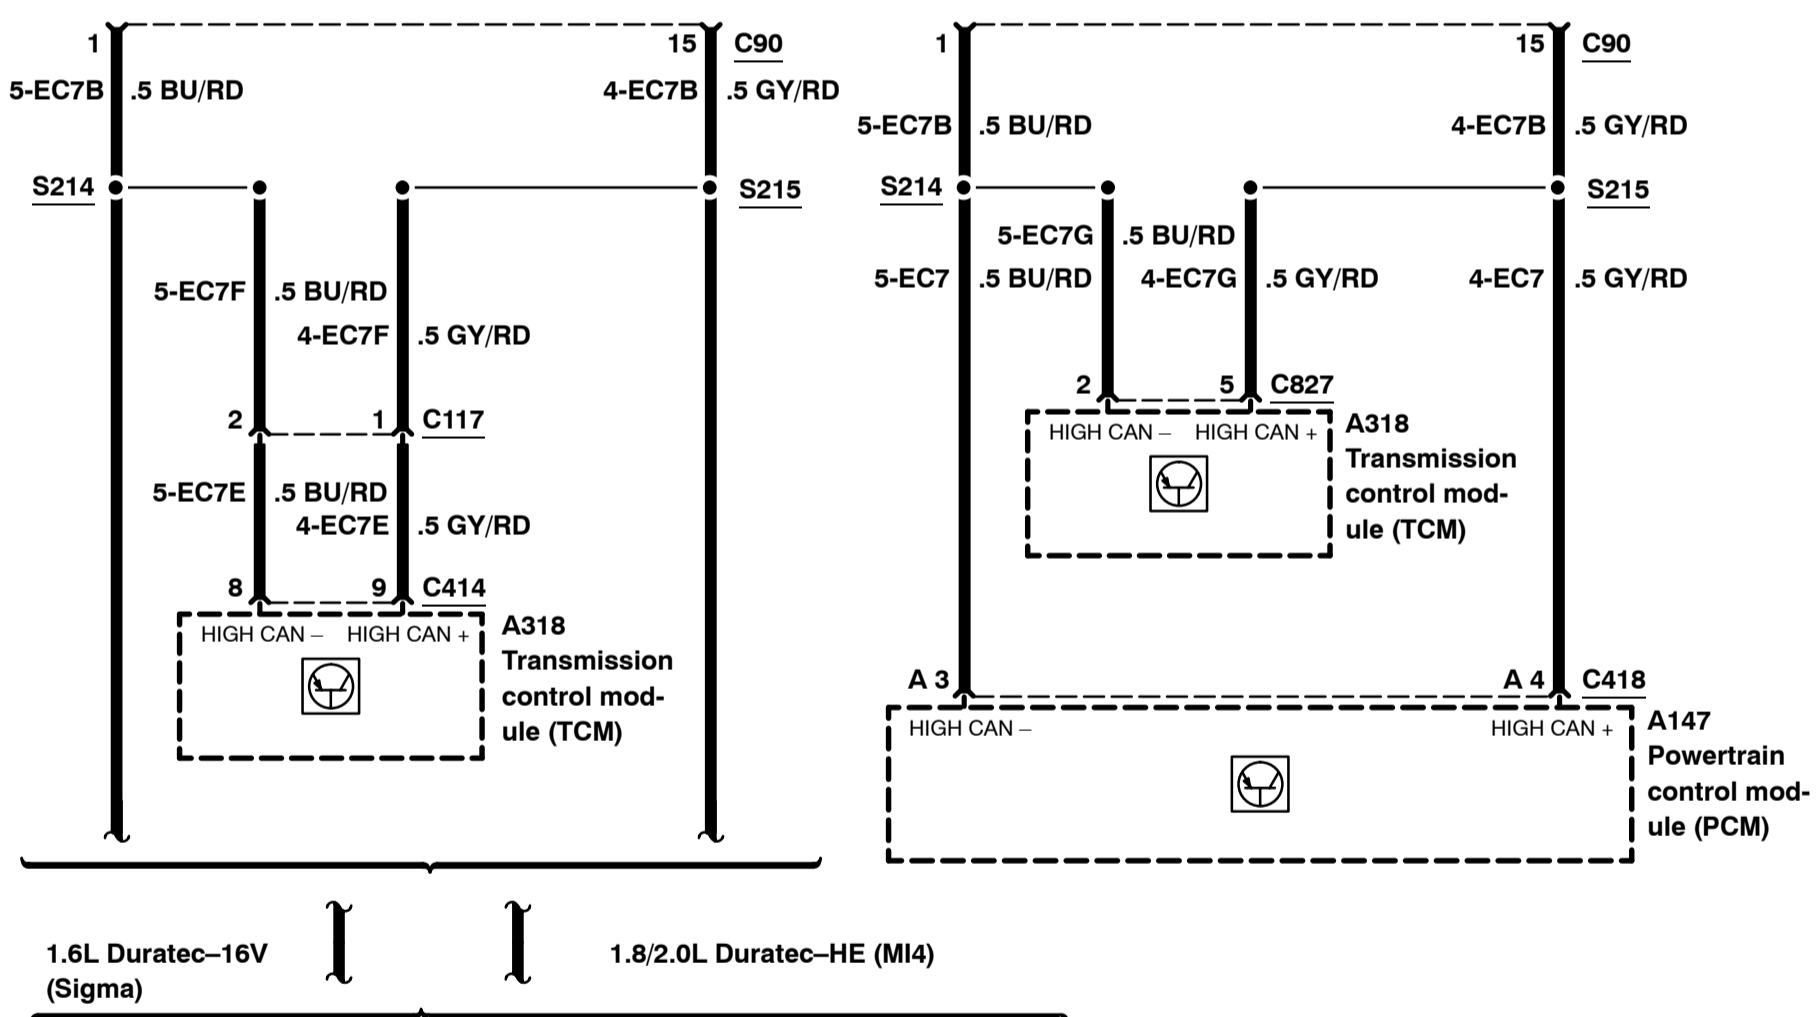 1
15 C90
5-EC7B .5 BU/RD
4-EC7B .5 GY/RD
S214
S215
5-EC7F .5 BU/RD
4-EC7F .5 GY/RD
2 1 C117
5-EC7E .5 BU/RD
4-EC7E .5 GY/RD
8 9 C414
HIGH CAN – HIGH CAN +
A318
Transmission
control mod-
ule (TCM)
1
15 C90
5-EC7B .5 BU/RD
4-EC7B .5 GY/RD
S214
S215
5-EC7G .5 BU/RD
5-EC7 .5 BU/RD
4-EC7G .5 GY/RD
4-EC7 .5 GY/RD
2 5 C827
HIGH CAN – HIGH CAN +
A318
Transmission
control mod-
ule (TCM)
A 3
A 4 C418
HIGH CAN –
HIGH CAN +
A147
Powertrain
control mod-
ule (PCM)
1.6L Duratec–16V
(Sigma)
1.8/2.0L Duratec–HE (MI4)